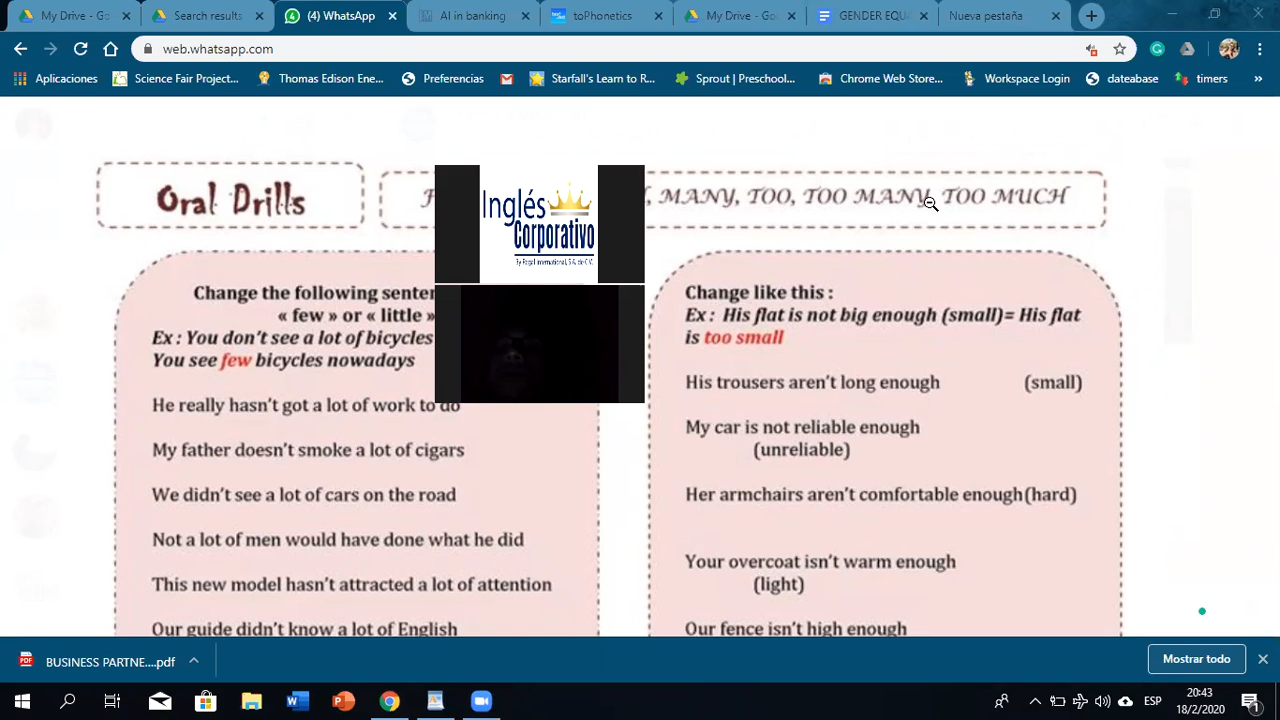 My Drive - Go
Search results
(4) WhatsApp
AI in banking
toPhonetics
My Drive - Go
GENDER EQU
Nueva pestaña
web.whatsapp.com
Aplicaciones
Science Fair Project...
Thomas Edison Ene...
Preferencias
Starfall's Learn to R...
Sprout | Preschool...
Chrome Web Store...
Workspace Login
dateabase
timers
»
Oral Drills
MANY, TOO, TOO MANY, TOO MUCH
Inglés
Corporativo
By Regal International, S.A. de C.V.
Change the following senten
« few » or « little »
Ex : You don't see a lot of bicycles
You see few bicycles nowadays
He really hasn't got a lot of work to do
My father doesn't smoke a lot of cigars
We didn't see a lot of cars on the road
Not a lot of men would have done what he did
This new model hasn't attracted a lot of attention
Our guide didn't know a lot of English
Change like this :
Ex : His flat is not big enough (small)= His flat
is too small
His trousers aren't long enough (small)
My car is not reliable enough
(unreliable)
Her armchairs aren't comfortable enough(hard)
Your overcoat isn't warm enough
(light)
Our fence isn't high enough
BUSINESS PARTNE....pdf
Mostrar todo
ESP
20:43
18/2/2020